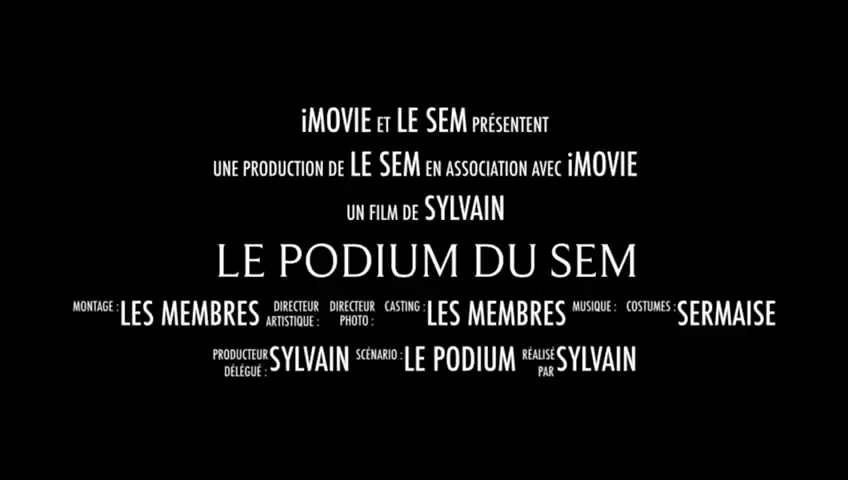 iMOVIE ET LE SEM PRÉSENTENT
UNE PRODUCTION DE LE SEM EN ASSOCIATION AVEC iMOVIE
UN FILM DE SYLVAIN
LE PODIUM DU SEM
MONTAGE : LES MEMBRES DIRECTEUR ARTISTIQUE : DIRECTEUR PHOTO : CASTING : LES MEMBRES MUSIQUE : COSTUMES : SERMAISE
PRODUCTEUR DÉLÉGUÉ : SYLVAIN SCÉNARIO : LE PODIUM RÉALISÉ PAR SYLVAIN